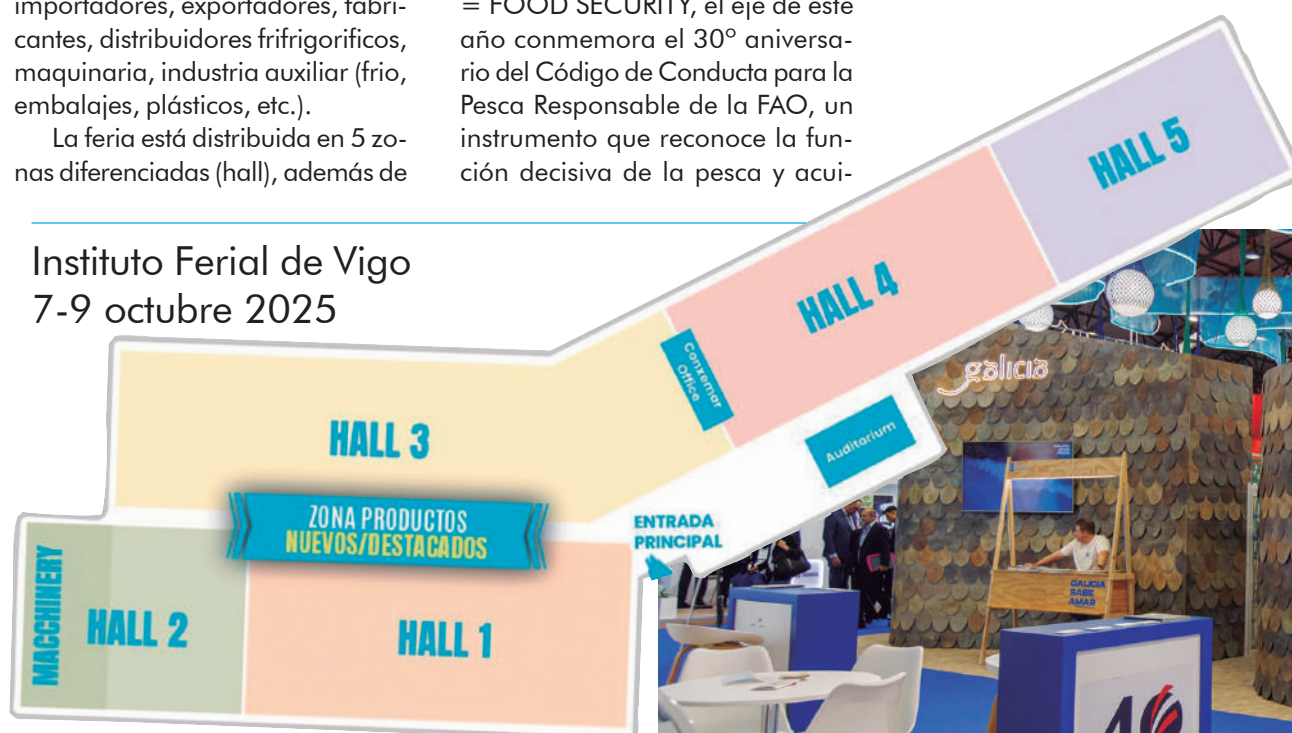 importadores, exportadores, fabri-
cantes, distribuidores frifrigorificos,
maquinaria, industria auxiliar (frio,
embalajes, plásticos, etc.).
La feria está distribuida en 5 zo-
nas diferenciadas (hall), además de
= FOOD SECURITY, el eje de este
año conmemora el 30º aniversa-
rio del Código de Conducta para la
Pesca Responsable de la FAO, un
instrumento que reconoce la fun-
ción decisiva de la pesca y acui-
Instituto Ferial de Vigo
7-9 octubre 2025
HALL 5
HALL 4
Conxemar
Office
Auditorium
HALL 3
ZONA PRODUCTOS
NUEVOS/DESTACADOS
ENTRADA
PRINCIPAL
MACCHINERY
HALL 2
HALL 1
galicia
GALICIA
SABE
AMAR